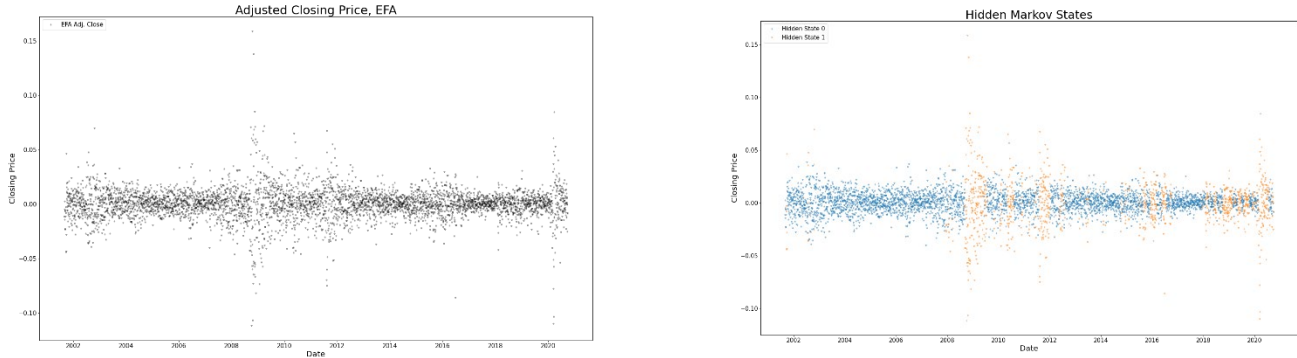 Adjusted Closing Price, EFA
EFA Adj. Close
0.15
0.10
0.05
0.00
−0.05
−0.10
Closing Price
2002 2004 2006 2008 2010 2012 2014 2016 2018 2020
Date
Hidden Markov States
Hidden State 0
Hidden State 1
0.15
0.10
0.05
0.00
−0.05
−0.10
Closing Price
2002 2004 2006 2008 2010 2012 2014 2016 2018 2020
Date